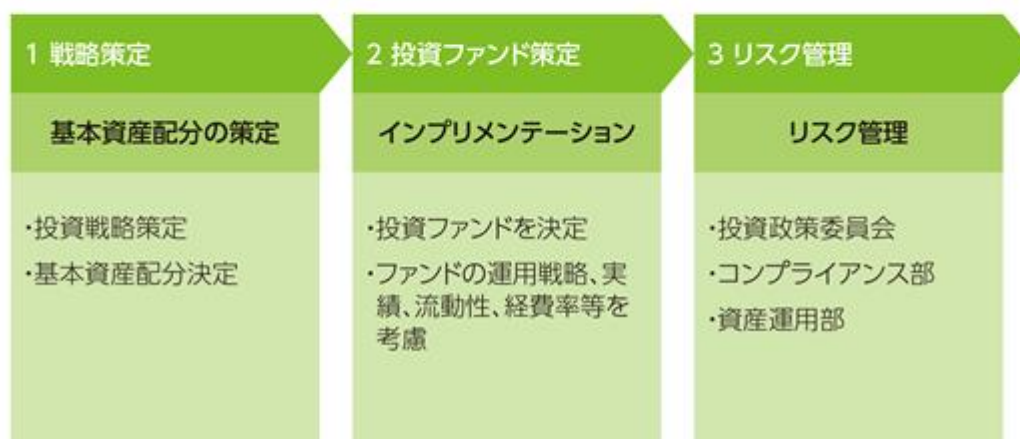 1 戦略策定
基本資産配分の策定
・投資戦略策定
・基本資産配分決定
2 投資ファンド策定
インプリメンテーション
・投資ファンドを決定
・ファンドの運用戦略、実
績、流動性、経費率等を
考慮
3 リスク管理
リスク管理
・投資政策委員会
・コンプライアンス部
・資産運用部